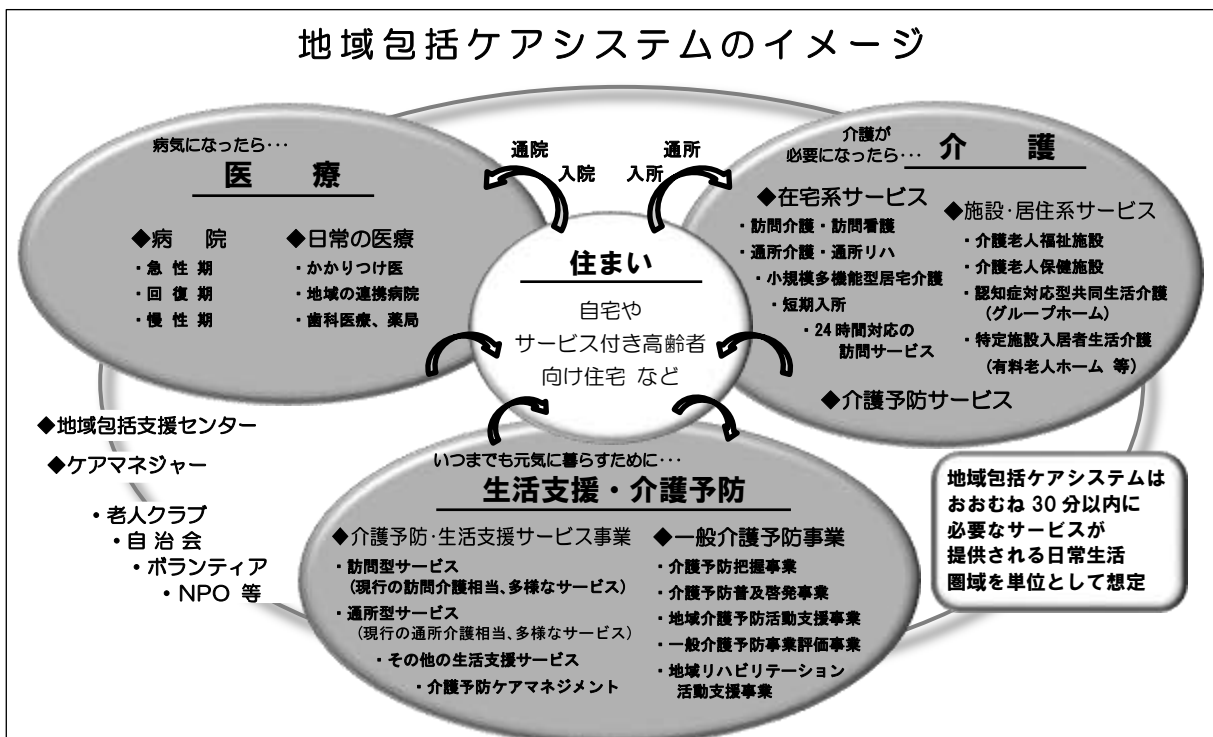 地域包括ケアシステムのイメージ
病気になったら･･･
医　療
◆病　院
・急 性 期
・回 復 期
・慢 性 期
◆日常の医療
・かかりつけ医
・地域の連携病院
・歯科医療、薬局
通院
入院
通所
入所
介護が
必要になったら･･･
介　護
◆在宅系サービス
・訪問介護・訪問看護
・通所介護・通所リハ
・小規模多機能型居宅介護
・短期入所
・24時間対応の
訪問サービス
◆施設･居住系サービス
・介護老人福祉施設
・介護老人保健施設
・認知症対応型共同生活介護
(グループホーム)
・特定施設入居者生活介護
(有料老人ホーム 等)
◆介護予防サービス
住まい
自宅や
サービス付き高齢者
向け住宅 など
◆地域包括支援センター
◆ケアマネジャー
・老人クラブ
・自 治 会
・ボランティア
・NPO 等
いつまでも元気に暮らすために･･･
生活支援・介護予防
◆介護予防･生活支援サービス事業
・訪問型サービス
(現行の訪問介護相当、多様なサービス)
・通所型サービス
(現行の通所介護相当、多様なサービス)
・その他の生活支援サービス
・介護予防ケアマネジメント
◆一般介護予防事業
・介護予防把握事業
・介護予防普及啓発事業
・地域介護予防活動支援事業
・一般介護予防事業評価事業
・地域リハビリテーション
活動支援事業
地域包括ケアシステムは
おおむね 30 分以内に
必要なサービスが
提供される日常生活
圏域を単位として想定